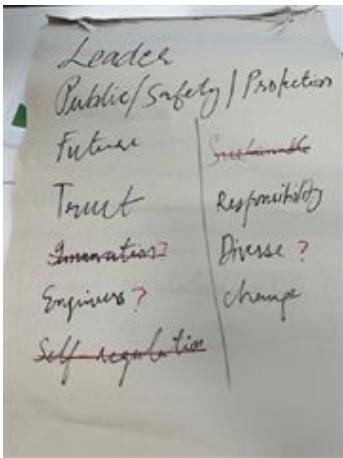 Leader
Public/Safety/Protection
Future
Trust
Innovation?
Engineers?
Self-regulation
Sustainable
Responsibility
Diverse?
change